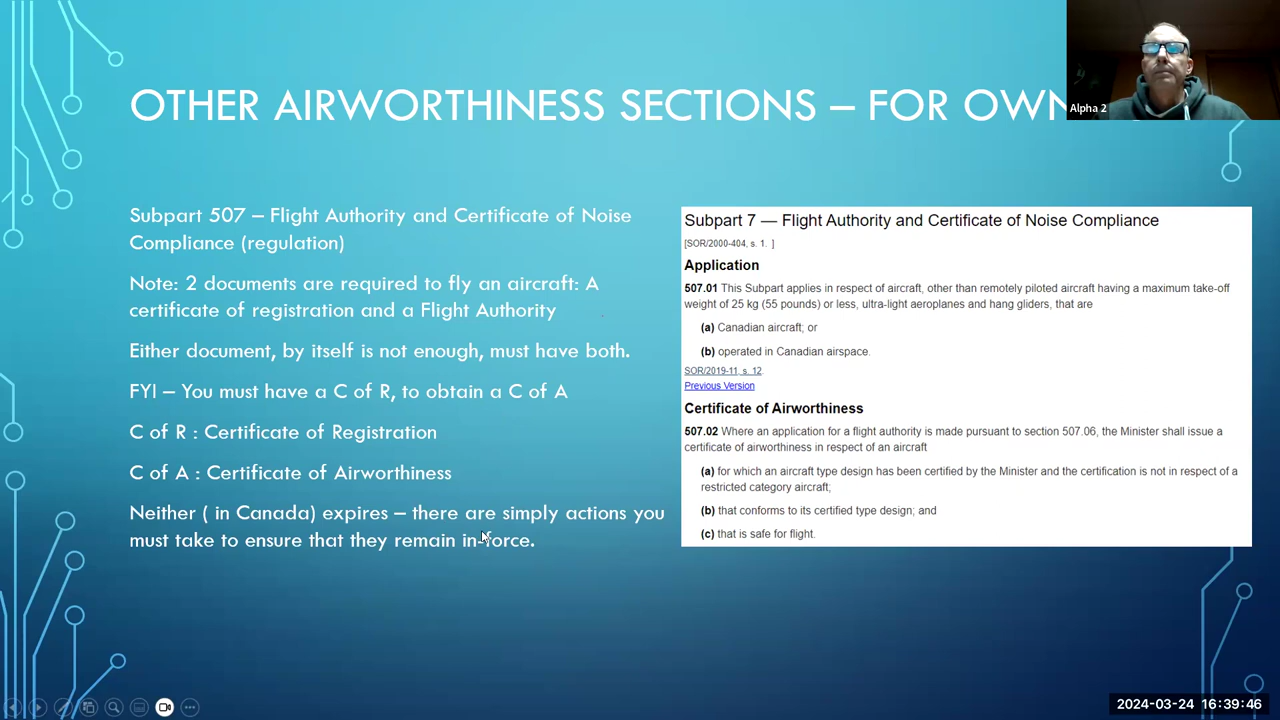 OTHER AIRWORTHINESS SECTIONS – FOR OWN
Alpha 2
Subpart 507 – Flight Authority and Certificate of Noise
Compliance (regulation)
Note: 2 documents are required to fly an aircraft: A
certificate of registration and a Flight Authority
Either document, by itself is not enough, must have both.
FYI – You must have a C of R, to obtain a C of A
C of R : Certificate of Registration
C of A : Certificate of Airworthiness
Neither ( in Canada) expires – there are simply actions you
must take to ensure that they remain in-force.
Subpart 7 — Flight Authority and Certificate of Noise Compliance
[SOR/2000-404, s. 1. ]
Application
507.01 This Subpart applies in respect of aircraft, other than remotely piloted aircraft having a maximum take-off
weight of 25 kg (55 pounds) or less, ultra-light aeroplanes and hang gliders, that are
(a) Canadian aircraft; or
(b) operated in Canadian airspace.
SOR/2019-11, s. 12.
Previous Version
Certificate of Airworthiness
507.02 Where an application for a flight authority is made pursuant to section 507.06, the Minister shall issue a
certificate of airworthiness in respect of an aircraft
(a) for which an aircraft type design has been certified by the Minister and the certification is not in respect of a
restricted category aircraft;
(b) that conforms to its certified type design; and
(c) that is safe for flight.
2024-03-24 16:39:46